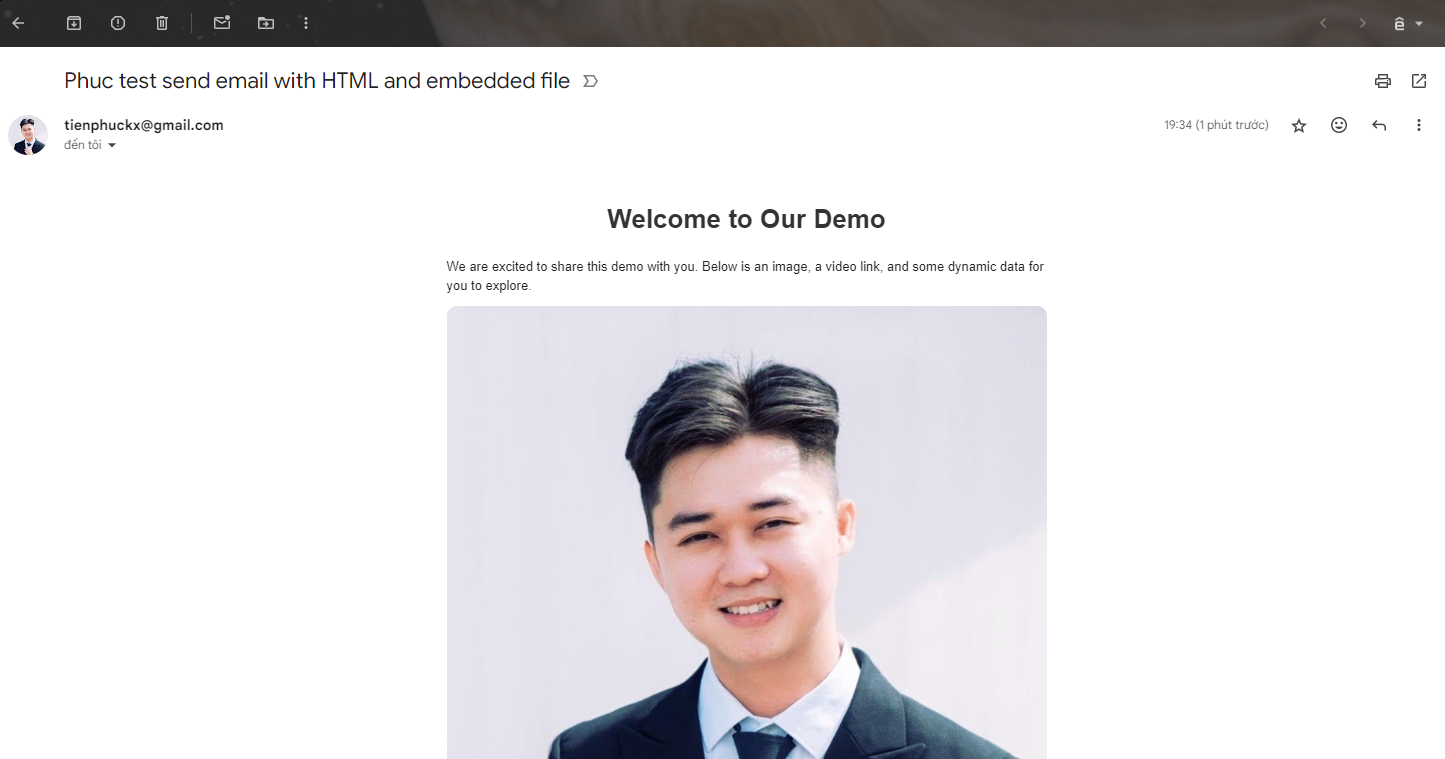 Phuc test send email with HTML and embedded file
tienphuckx@gmail.com
19:34 (1 phút trước)
đến tôi
Welcome to Our Demo
We are excited to share this demo with you. Below is an image, a video link, and some dynamic data for
you to explore.